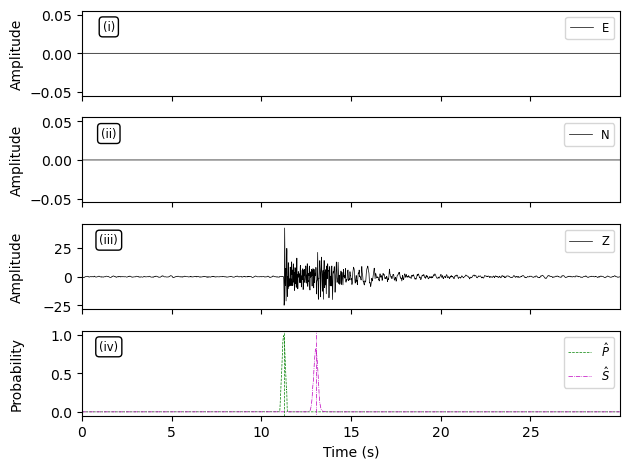 0.05
(i)
E
Amplitude
0.00
−0.05
0.05
(ii)
N
Amplitude
0.00
−0.05
(iii)
Z
Amplitude
25
0
−25
1.0
(iv)
P̂
Ŝ
Probability
0.5
0.0
0 5 10 15 20 25
Time (s)